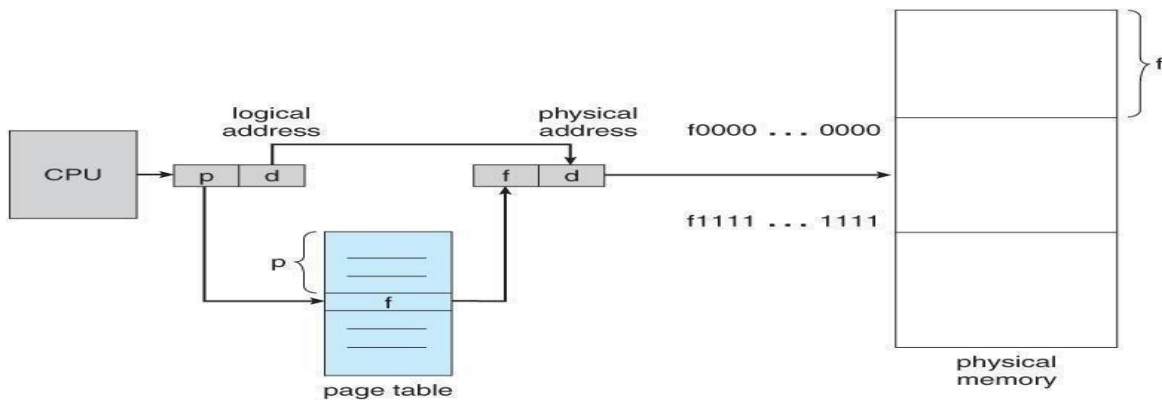 logical
address
physical
address
f0000 ... 0000
f
CPU
p d
f d
f1111 ... 1111
p
f
page table
physical
memory